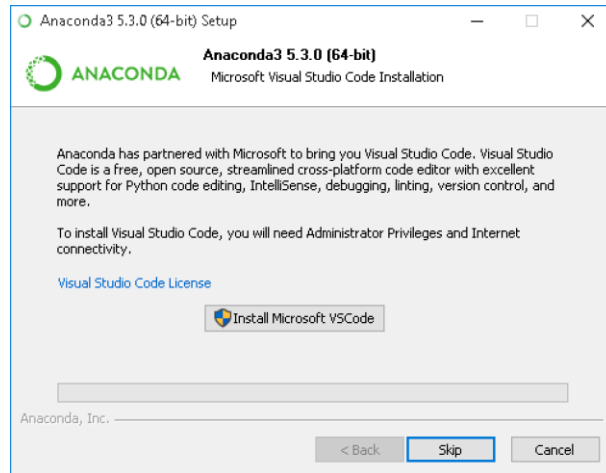 Anaconda3 5.3.0 (64-bit) Setup
Anaconda3 5.3.0 (64-bit)
ANACONDA
Microsoft Visual Studio Code Installation
Anaconda has partnered with Microsoft to bring you Visual Studio Code. Visual Studio
Code is a free, open source, streamlined cross-platform code editor with excellent
support for Python code editing, IntelliSense, debugging, linting, version control, and
more.
To install Visual Studio Code, you will need Administrator Privileges and Internet
connectivity.
Visual Studio Code License
Install Microsoft VSCode
Anaconda, Inc.
< Back
Skip
Cancel